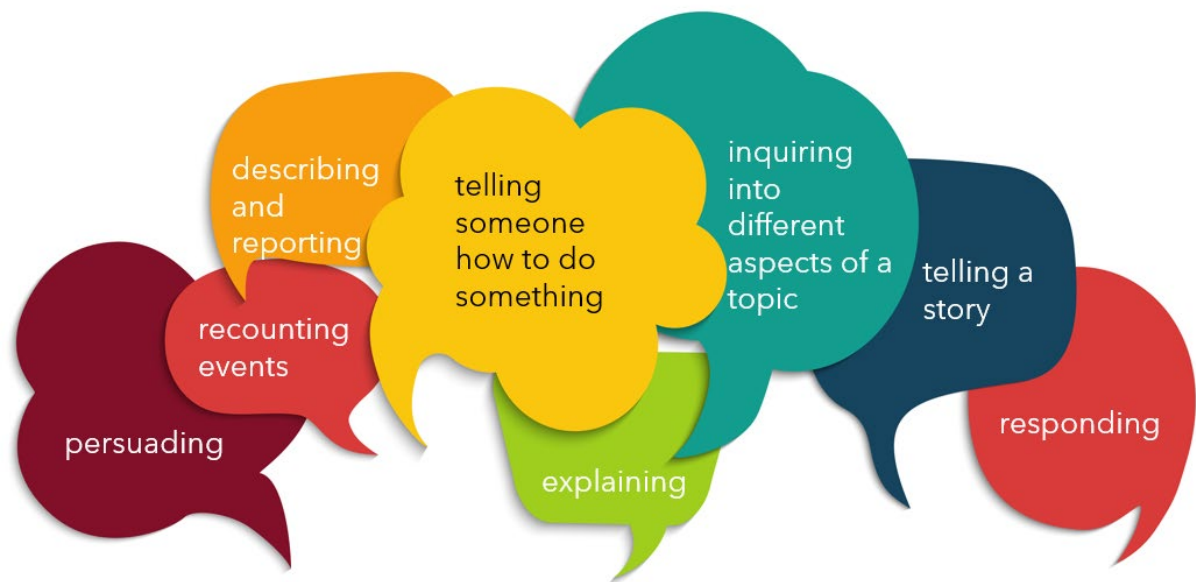 describing
and
reporting
telling
someone
how to do
something
inquiring
into
different
aspects of a
topic
telling a
story
recounting
events
persuading
explaining
responding